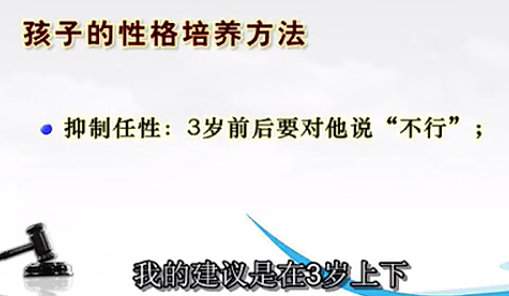 孩子的性格培养方法
抑制任性：3岁前后要对他说“不行”；
我的建议是在3岁上下